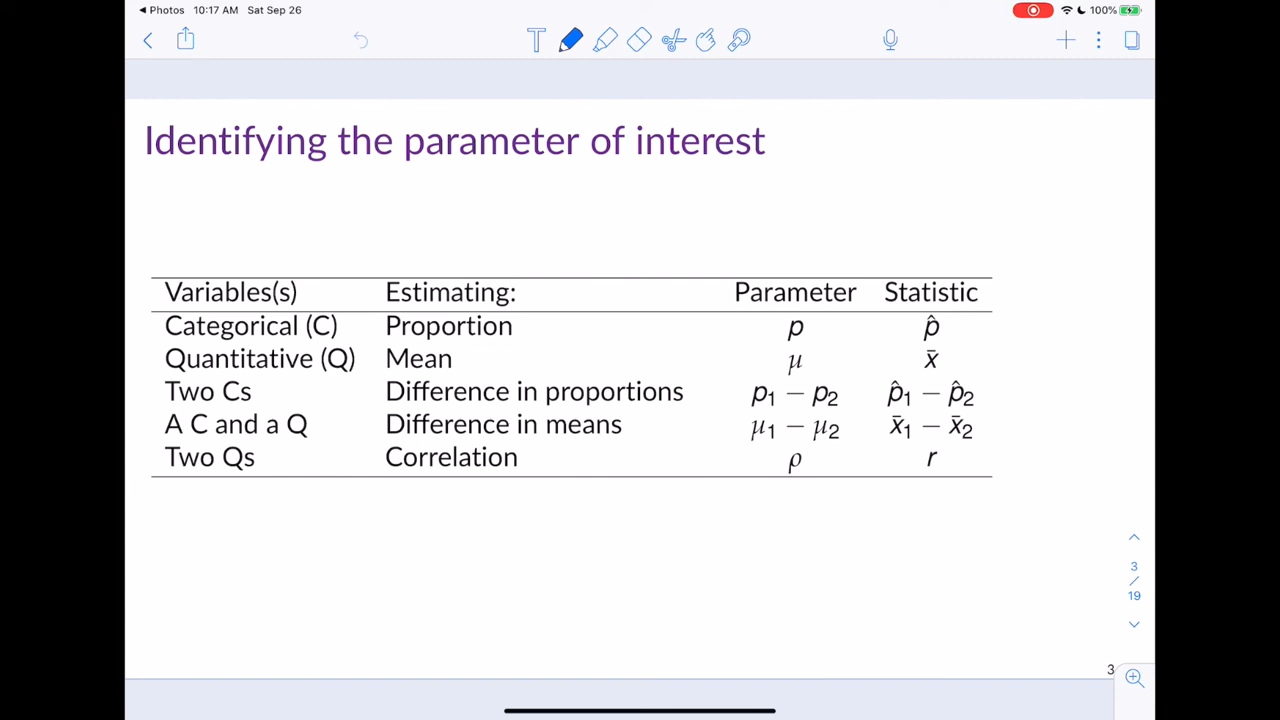 Photos 10:17 AM Sat Sep 26 100%
T
Identifying the parameter of interest
Variables(s) Estimating: Parameter Statistic
Categorical (C) Proportion p p̂
Quantitative (Q) Mean μ x̄
Two Cs Difference in proportions p₁ − p₂ p̂₁ − p̂₂
A C and a Q Difference in means μ₁ − μ₂ x̄₁ − x̄₂
Two Qs Correlation ρ r
3
/
19
3